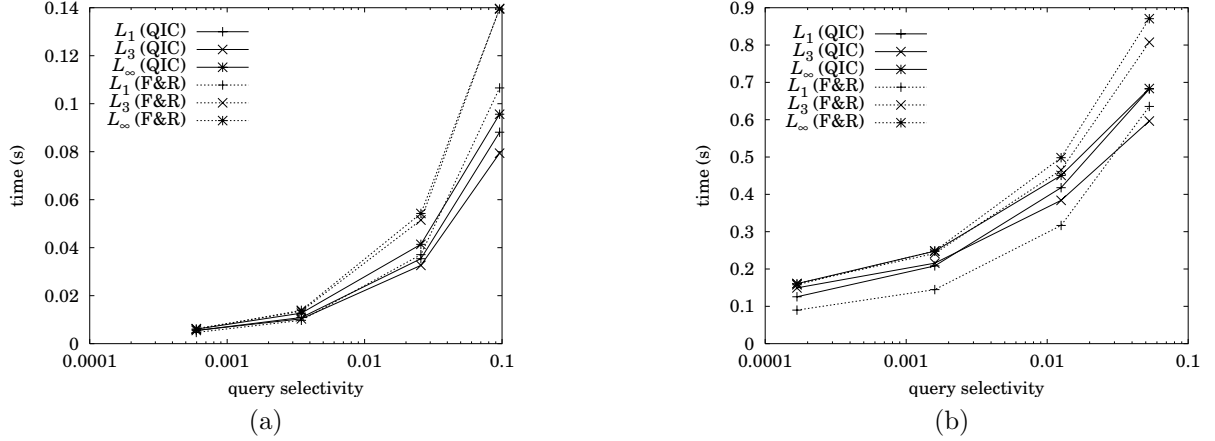 0.14
0.12
0.1
0.08
0.06
0.04
0.02
0
time (s)
L1 (QIC)
L3 (QIC)
L∞ (QIC)
L1 (F&R)
L3 (F&R)
L∞ (F&R)
0.0001 0.001 0.01 0.1
query selectivity
(a)
0.9
0.8
0.7
0.6
0.5
0.4
0.3
0.2
0.1
0
time (s)
L1 (QIC)
L3 (QIC)
L∞ (QIC)
L1 (F&R)
L3 (F&R)
L∞ (F&R)
0.0001 0.001 0.01 0.1
query selectivity
(b)